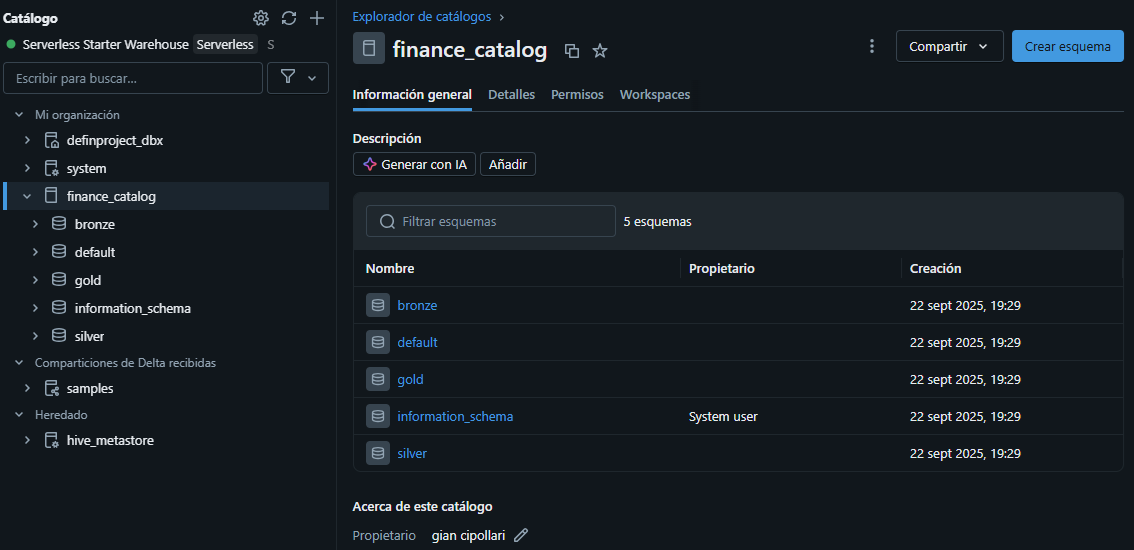 Catálogo
Serverless Starter Warehouse Serverless S
Escribir para buscar...
Mi organización
definproject_dbx
system
finance_catalog
bronze
default
gold
information_schema
silver
Comparticiones de Delta recibidas
samples
Heredado
hive_metastore
Explorador de catálogos
finance_catalog
Compartir
Crear esquema
Información general Detalles Permisos Workspaces
Descripción
Generar con IA Añadir
Filtrar esquemas 5 esquemas
Nombre Propietario Creación
bronze 22 sept 2025, 19:29
default 22 sept 2025, 19:29
gold 22 sept 2025, 19:29
information_schema System user 22 sept 2025, 19:29
silver 22 sept 2025, 19:29
Acerca de este catálogo
Propietario gian cipollari